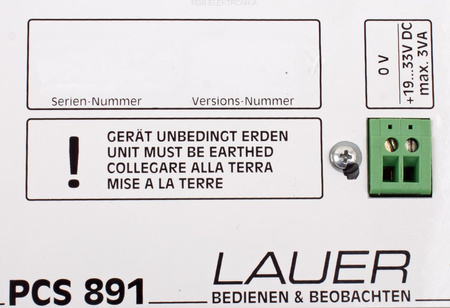 Serien-Nummer Versions-Nummer
0 V
+19...33V DC
max. 3VA
! GERÄT UNBEDINGT ERDEN
UNIT MUST BE EARTHED
COLLEGARE ALLA TERRA
MISE A LA TERRE
PCS 891
LAUER
BEDIENEN & BEOBACHTEN